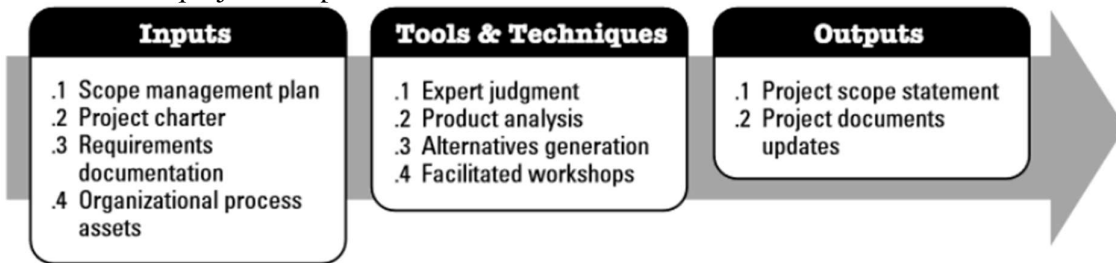 Inputs
.1 Scope management plan
.2 Project charter
.3 Requirements
documentation
.4 Organizational process
assets
Tools & Techniques
.1 Expert judgment
.2 Product analysis
.3 Alternatives generation
.4 Facilitated workshops
Outputs
.1 Project scope statement
.2 Project documents
updates